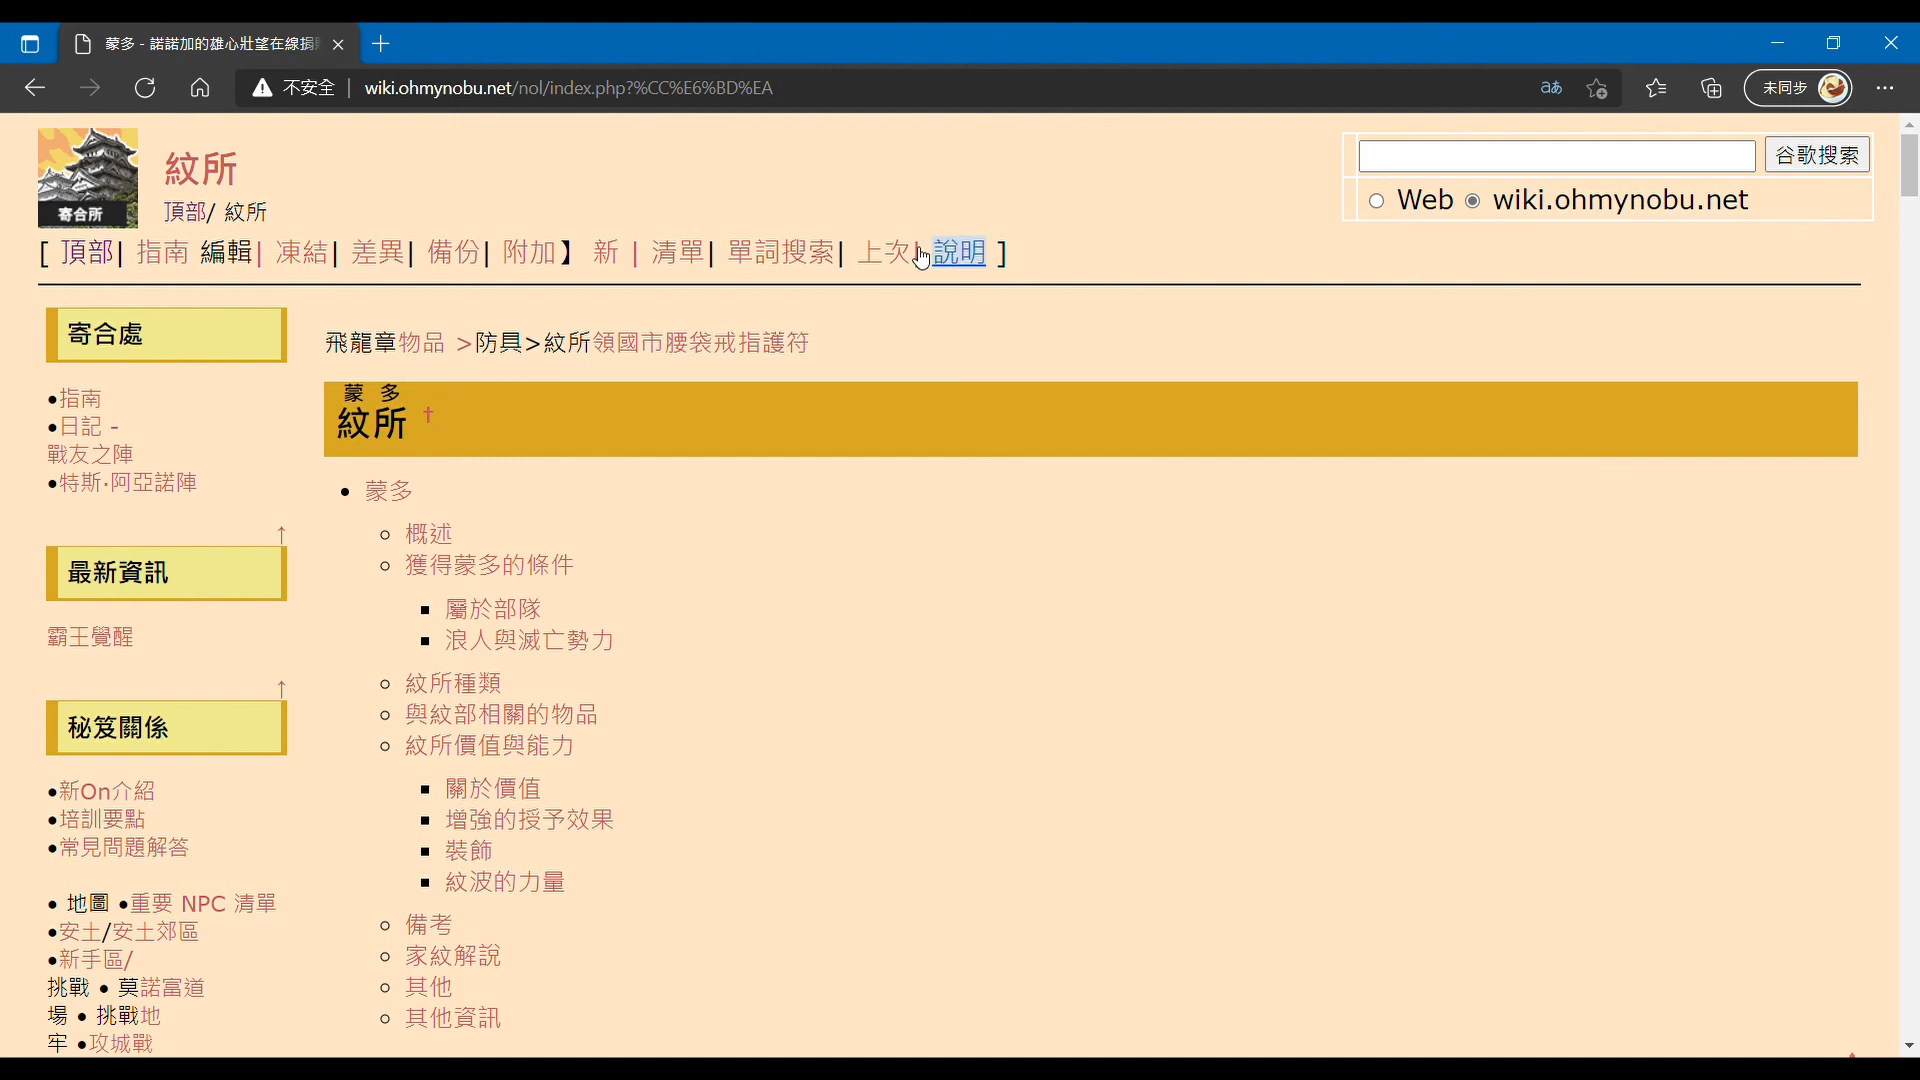 蒙多 - 諾諾加的雄心壯望在線捐
不安全
wiki.ohmynobu.net/nol/index.php?%CC%E6%BD%EA
aあ
未同步
寄合所
紋所
頂部/ 紋所
谷歌搜索
Web wiki.ohmynobu.net
[ 頂部| 指南 編輯| 凍結| 差異| 備份| 附加】 新 | 清單| 單詞搜索| 上次| 說明 ]
寄合處
●指南
●日記 -
戰友之陣
●特斯·阿亞諾陣
↑
最新資訊
霸王覺醒
↑
秘笈關係
●新On介紹
●培訓要點
●常見問題解答
● 地圖 ●重要 NPC 清單
●安土/安土郊區
●新手區/
挑戰 ● 莫諾富道
場 ● 挑戰地
牢 ●攻城戰
飛龍章物品 >防具>紋所領國市腰袋戒指護符
蒙 多
紋所 †
蒙多
概述
獲得蒙多的條件
屬於部隊
浪人與滅亡勢力
紋所種類
與紋部相關的物品
紋所價值與能力
關於價值
增強的授予效果
裝飾
紋波的力量
備考
家紋解說
其他
其他資訊